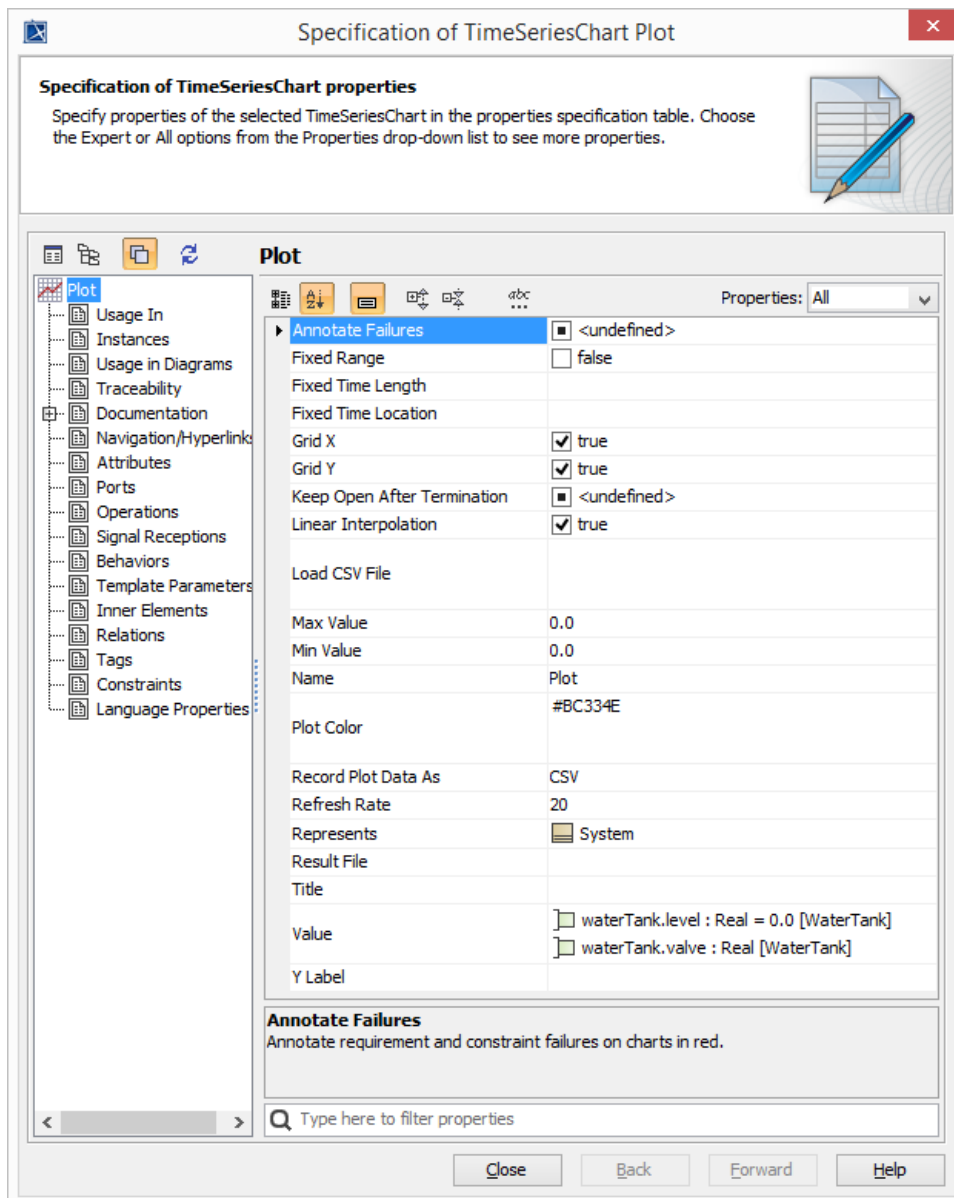 Specification of TimeSeriesChart Plot
Specification of TimeSeriesChart properties
Specify properties of the selected TimeSeriesChart in the properties specification table. Choose
the Expert or All options from the Properties drop-down list to see more properties.
Plot
Plot
Usage In
Instances
Usage in Diagrams
Traceability
Documentation
Navigation/Hyperlinks
Attributes
Ports
Operations
Signal Receptions
Behaviors
Template Parameters
Inner Elements
Relations
Tags
Constraints
Language Properties
Properties: All
Annotate Failures <undefined>
Fixed Range false
Fixed Time Length
Fixed Time Location
Grid X true
Grid Y true
Keep Open After Termination <undefined>
Linear Interpolation true
Load CSV File
Max Value 0.0
Min Value 0.0
Name Plot
Plot Color #BC334E
Record Plot Data As CSV
Refresh Rate 20
Represents System
Result File
Title
Value waterTank.level : Real = 0.0 [WaterTank]
waterTank.valve : Real [WaterTank]
Y Label
Annotate Failures
Annotate requirement and constraint failures on charts in red.
Type here to filter properties
Close Back Forward Help